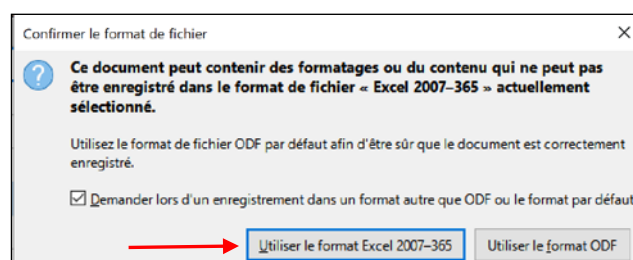 Confirmer le format de fichier
Ce document peut contenir des formatages ou du contenu qui ne peut pas
être enregistré dans le format de fichier « Excel 2007–365 » actuellement
sélectionné.
Utilisez le format de fichier ODF par défaut afin d'être sûr que le document est correctement
enregistré.
Demander lors d'un enregistrement dans un format autre que ODF ou le format par défaut
Utiliser le format Excel 2007–365
Utiliser le format ODF